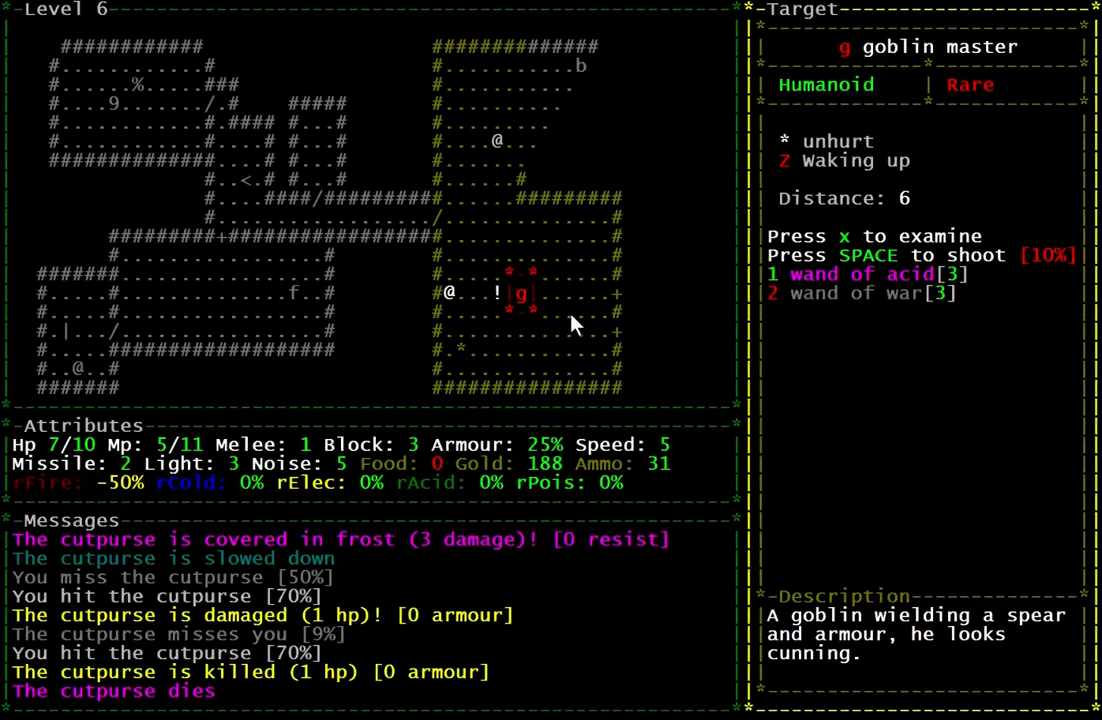 Level 6
Target
############
##############
g goblin master
#............#
#...........b
#......%.....###
#...........
Humanoid | Rare
#....9......./.#
#####
#..........
#............#.####
#...#
#.........
#............#....#
#...#
#....@...
* unhurt
##############....#
#...#
#.......
Z Waking up
#..<.#
#...#
#......#
Distance: 6
#....####/#########
#......#########
#................../..............#
###########+#################
#..............#
Press x to examine
#.................#
#..............#
Press SPACE to shoot [10%]
#######.................#
#.....*-*......#
1 wand of acid[3]
#.....#..............f..#
#@...!|g|......+
2 wand of war[3]
#.....#.................#
#.....*-*......#
#.|.../.................#
#..............+
#.....###################
#.*............#
#..@..#
#..............#
#######
################
Attributes
Hp 7/10 Mp: 5/11 Melee: 1 Block: 3 Armour: 25% Speed: 5
Missile: 2 Light: 3 Noise: 5 Food: 0 Gold: 188 Ammo: 31
rFire: -50% rCold: 0% rElec: 0% rAcid: 0% rPois: 0%
Messages
The cutpurse is covered in frost (3 damage)! [0 resist]
The cutpurse is slowed down
You miss the cutpurse [50%]
You hit the cutpurse [70%]
The cutpurse is damaged (1 hp)! [0 armour]
The cutpurse misses you [9%]
You hit the cutpurse [70%]
The cutpurse is killed (1 hp) [0 armour]
The cutpurse dies
Description
A goblin wielding a spear
and armour, he looks
cunning.